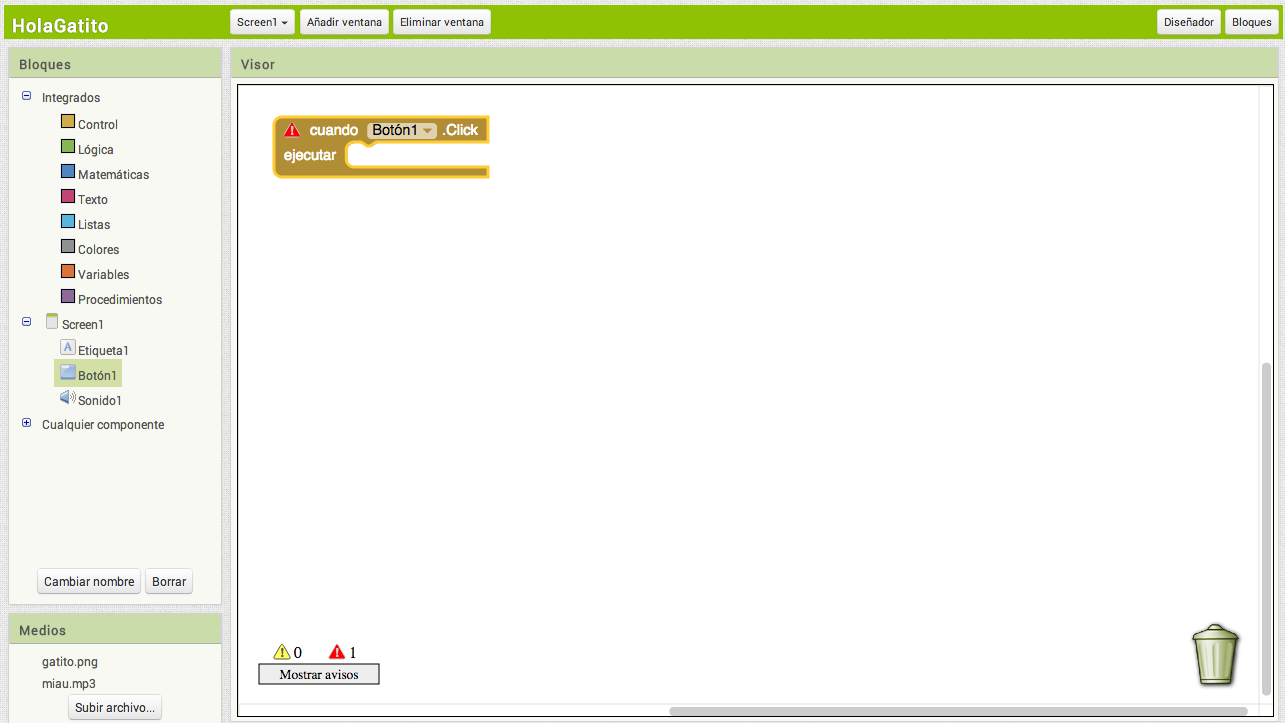 HolaGatito
Screen1
Añadir ventana
Eliminar ventana
Diseñador
Bloques
Bloques
Integrados
Control
Lógica
Matemáticas
Texto
Listas
Colores
Variables
Procedimientos
Screen1
A Etiqueta1
Botón1
Sonido1
Cualquier componente
Cambiar nombre
Borrar
Medios
gatito.png
miau.mp3
Subir archivo...
Visor
cuando Botón1 .Click
ejecutar
0 1
Mostrar avisos